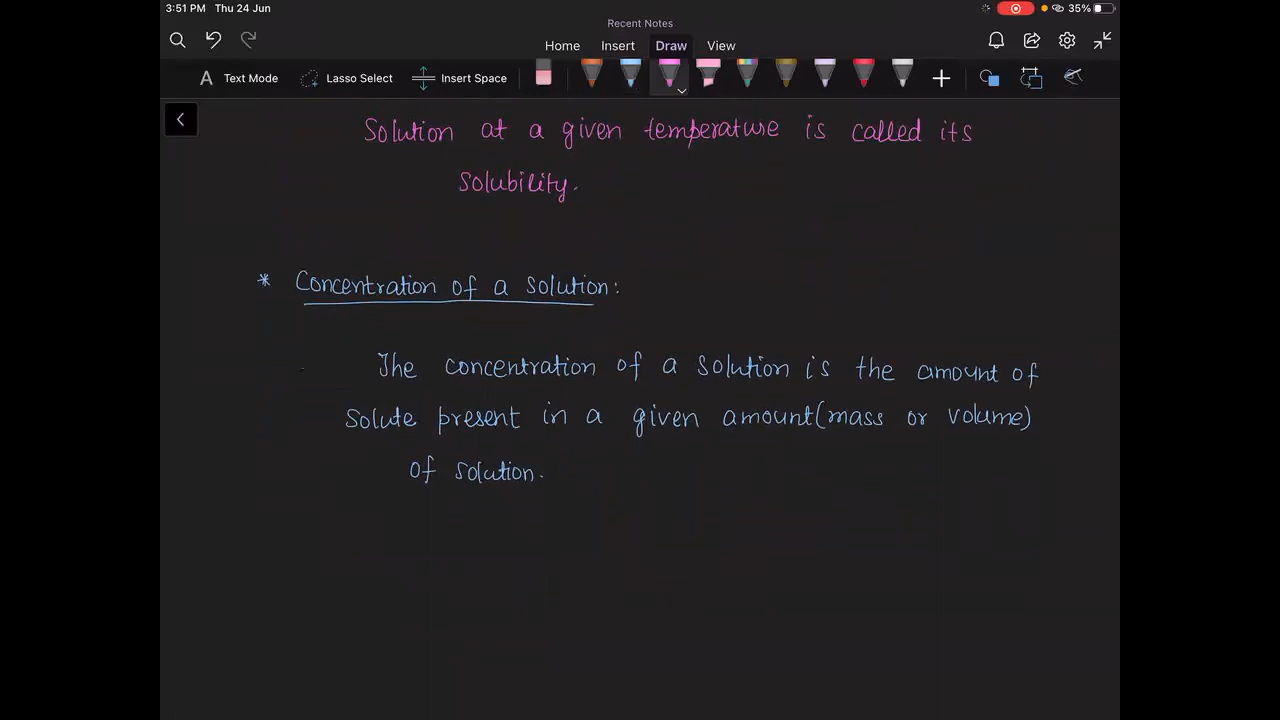 3:51 PM Thu 24 Jun
35%
Recent Notes
Home Insert Draw View
A Text Mode Lasso Select Insert Space
Solution at a given temperature is called its
solubility.
* Concentration of a solution:
The concentration of a solution is the amount of
solute present in a given amount (mass or volume)
of solution.